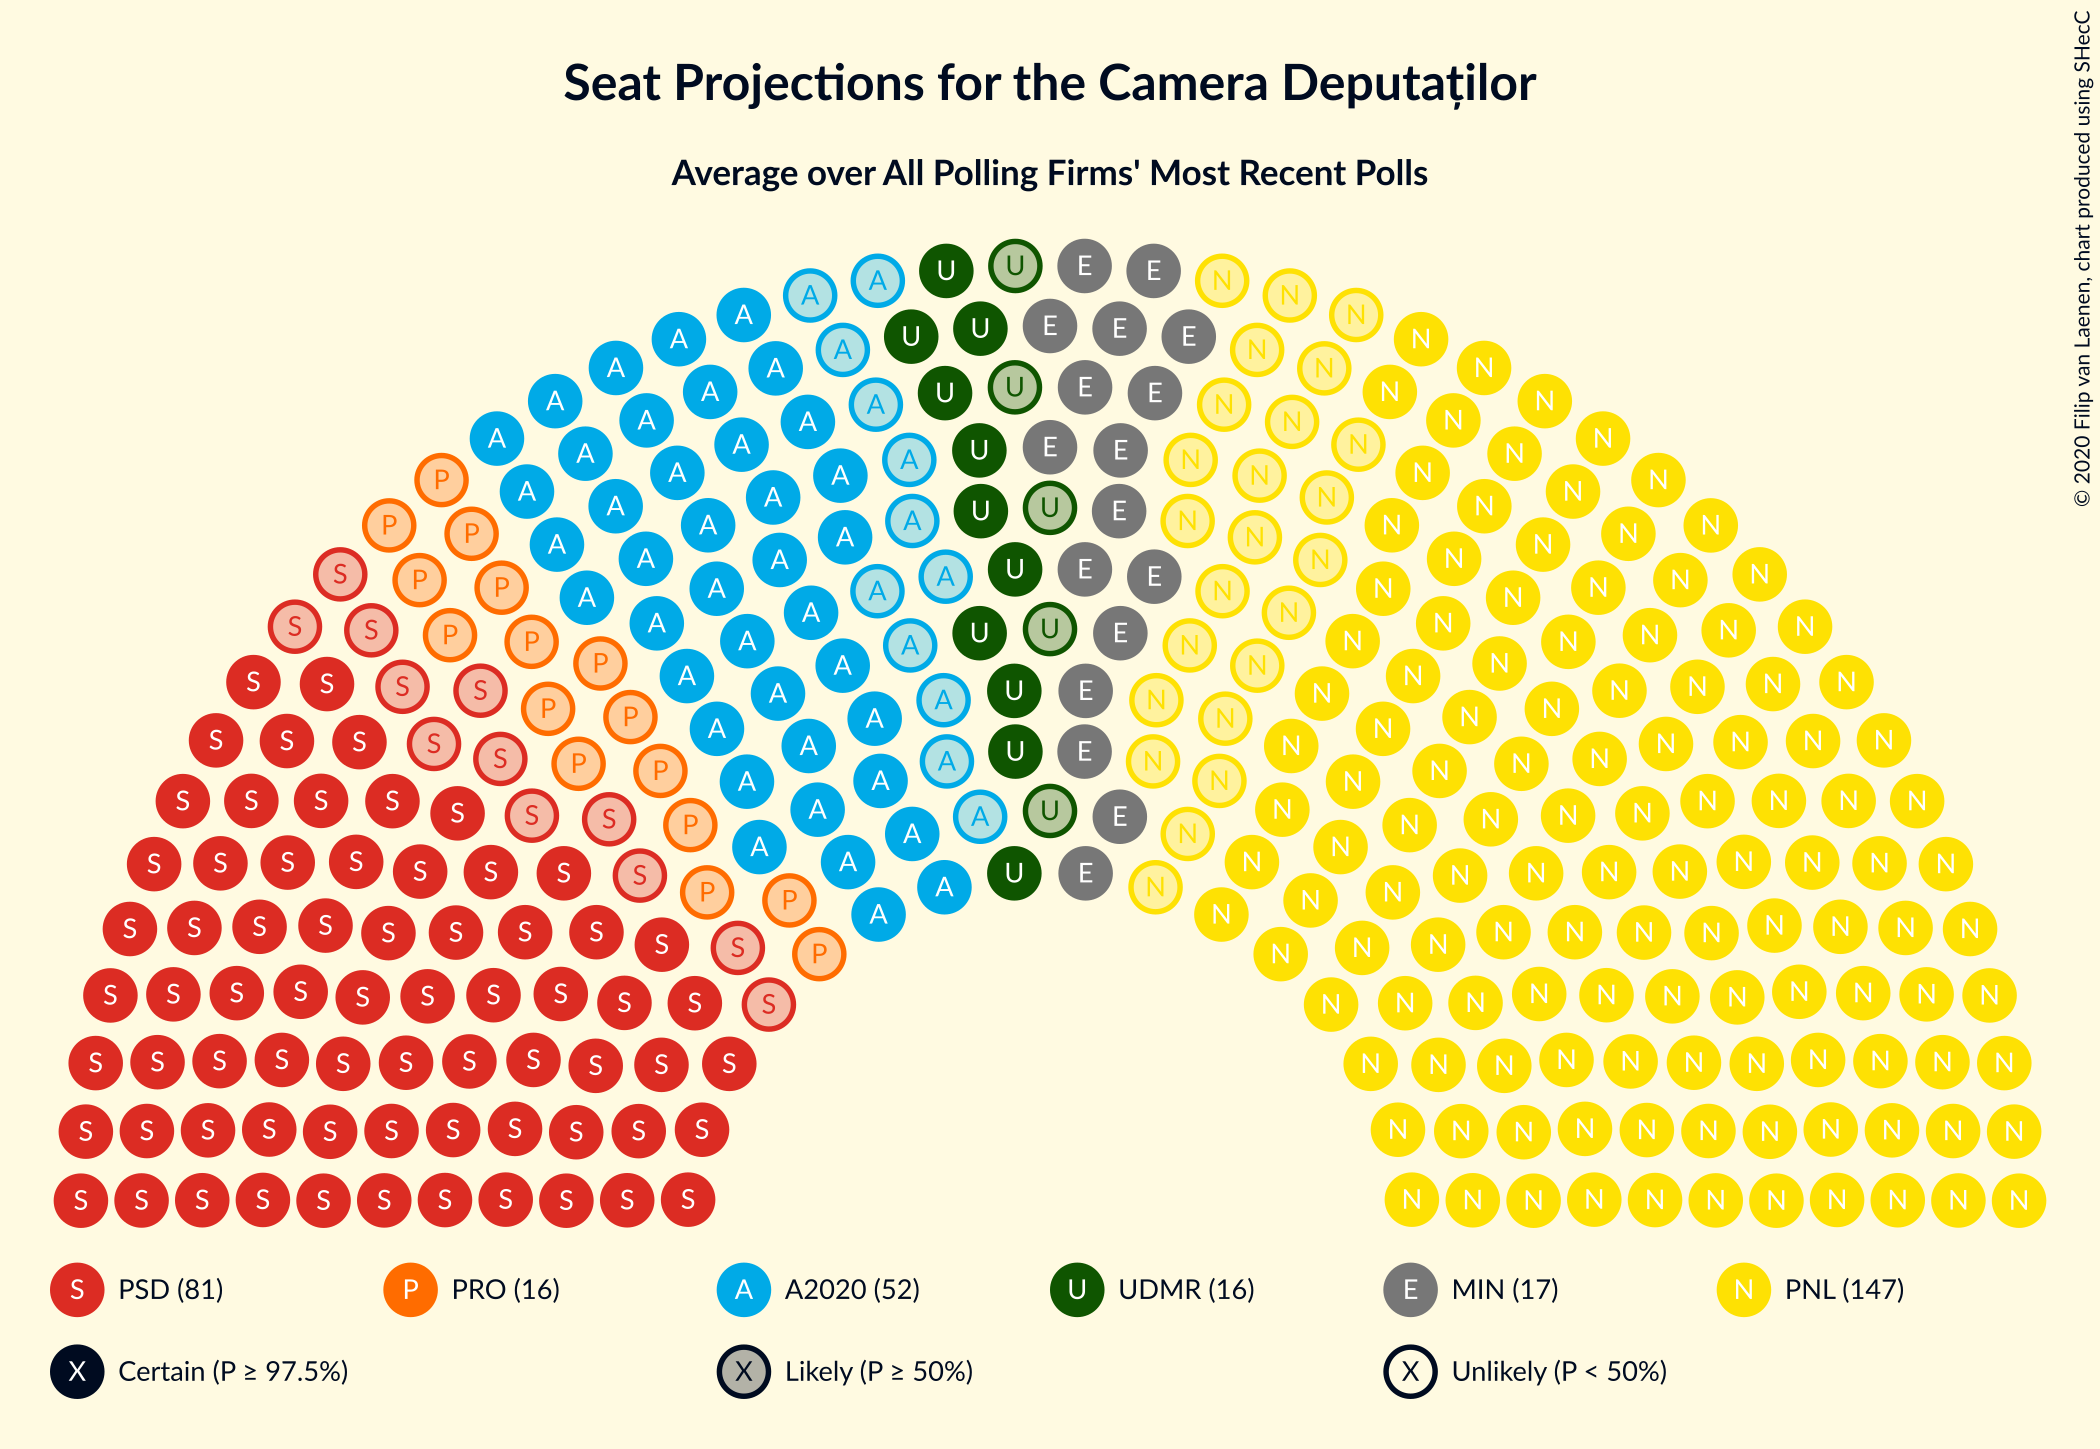 Seat Projections for the Camera Deputaților
Average over All Polling Firms' Most Recent Polls
© 2020 Filip van Laenen, chart produced using SHecC
S PSD (81) P PRO (16) A A2020 (52) U UDMR (16) E MIN (17) N PNL (147)
X Certain (P ≥ 97.5%) X Likely (P ≥ 50%) X Unlikely (P < 50%)